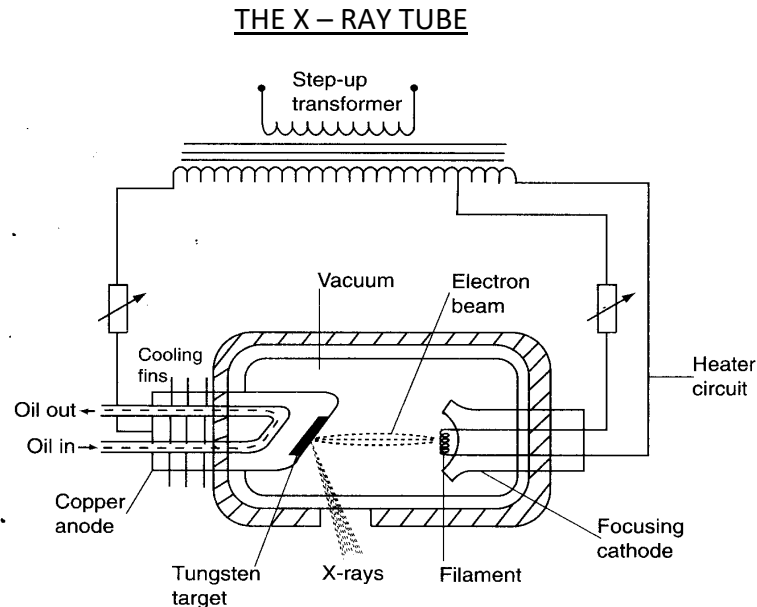 THE X – RAY TUBE
Step-up
transformer
Vacuum
Electron
beam
Cooling
fins
Heater
circuit
Oil out
Oil in
Copper
anode
Focusing
cathode
Tungsten
target
X-rays
Filament